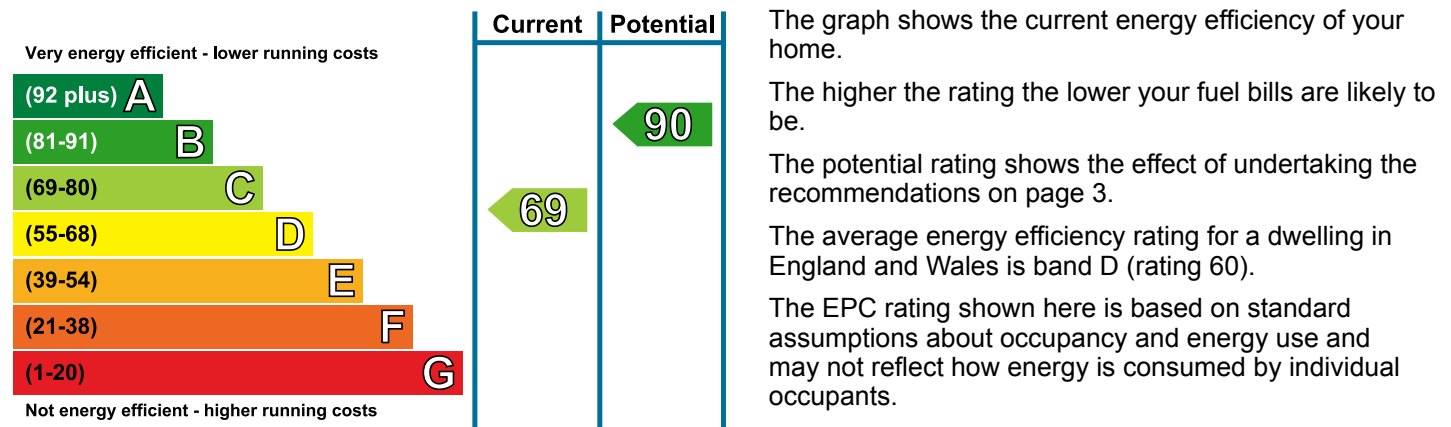 Current Potential
Very energy efficient - lower running costs
(92 plus) A
(81-91) B
90
(69-80) C
69
(55-68) D
(39-54) E
(21-38) F
(1-20) G
Not energy efficient - higher running costs
The graph shows the current energy efficiency of your
home.
The higher the rating the lower your fuel bills are likely to
be.
The potential rating shows the effect of undertaking the
recommendations on page 3.
The average energy efficiency rating for a dwelling in
England and Wales is band D (rating 60).
The EPC rating shown here is based on standard
assumptions about occupancy and energy use and
may not reflect how energy is consumed by individual
occupants.